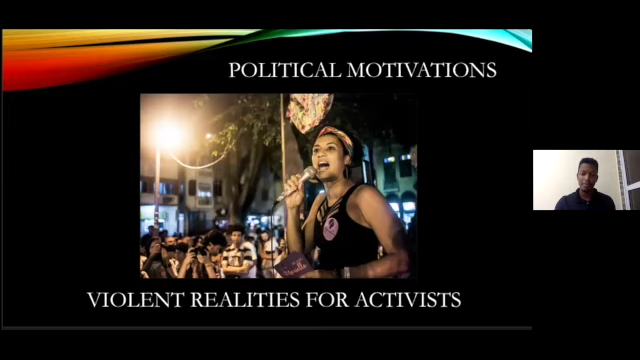 POLITICAL MOTIVATIONS
VIOLENT REALITIES FOR ACTIVISTS